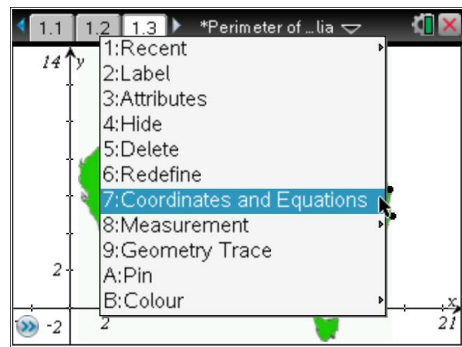 1.1 1.2 1.3 *Perimeter of ...lia
14 y
1:Recent
2:Label
3:Attributes
4:Hide
5:Delete
6:Redefine
7:Coordinates and Equations
8:Measurement
9:Geometry Trace
A:Pin
B:Colour
2
x
-2 2 21